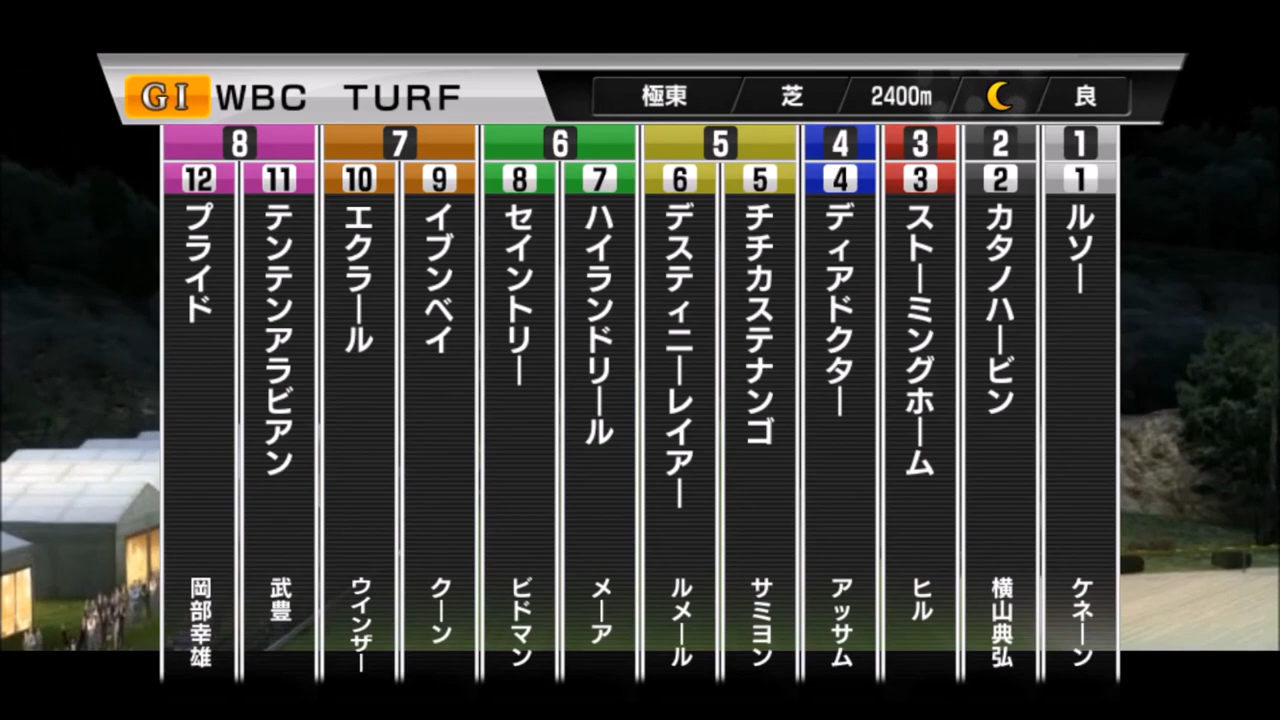 GI WBC TURF
極東 芝 2400m 良
1 1 ルソー ケネーン
2 2 カタノハービン 横山典弘
3 3 ストーミングホーム ヒル
4 4 ディアドクター アッサム
5 5 チチカステナンゴ サミヨン
6 デスティニーレイアー ルメール
6 7 ハイランドリール メーア
8 セイントリー ビドマン
7 9 イブンベイ クーン
10 エクラール ウインザー
8 11 テンテンアラビアン 武豊
12 プライド 岡部幸雄